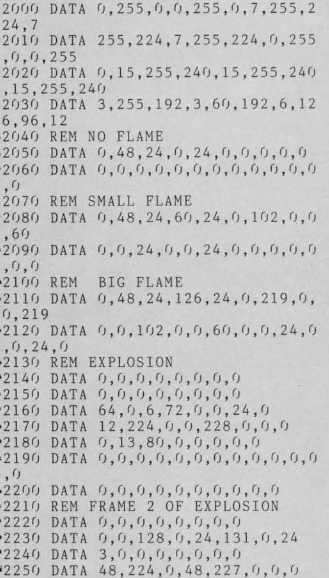 2000 DATA 0,255,0,0,255,0,7,255,2
24,7
2010 DATA 255,224,7,255,224,0,255
,0,0,255
2020 DATA 0,15,255,240,15,255,240
,15,255,240
2030 DATA 3,255,192,3,60,192,6,12
6,96,12
2040 REM NO FLAME
2050 DATA 0,48,24,0,24,0,0,0,0,0
2060 DATA 0,0,0,0,0,0,0,0,0,0,0,0
,0
2070 REM SMALL FLAME
2080 DATA 0,48,24,60,24,0,102,0,0
,60
2090 DATA 0,0,24,0,0,24,0,0,0,0,0
,0,0
2100 REM  BIG FLAME
2110 DATA 0,48,24,126,24,0,219,0,
0,219
2120 DATA 0,0,102,0,0,60,0,0,24,0
,0,24,0
2130 REM EXPLOSION
2140 DATA 0,0,0,0,0,0,0,0
2150 DATA 0,0,0,0,0,0,0,0
2160 DATA 64,0,6,72,0,0,24,0
2170 DATA 12,224,0,0,228,0,0,0
2180 DATA 0,13,80,0,0,0,0,0
2190 DATA 0,0,0,0,0,0,0,0,0,0,0,0
,0
2200 DATA 0,0,0,0,0,0,0,0
2210 REM FRAME 2 OF EXPLOSION
2220 DATA 0,0,0,0,0,0,0,0
2230 DATA 0,0,128,0,24,131,0,24
2240 DATA 3,0,0,0,0,0,0,0
2250 DATA 48,224,0,48,227,0,0,0